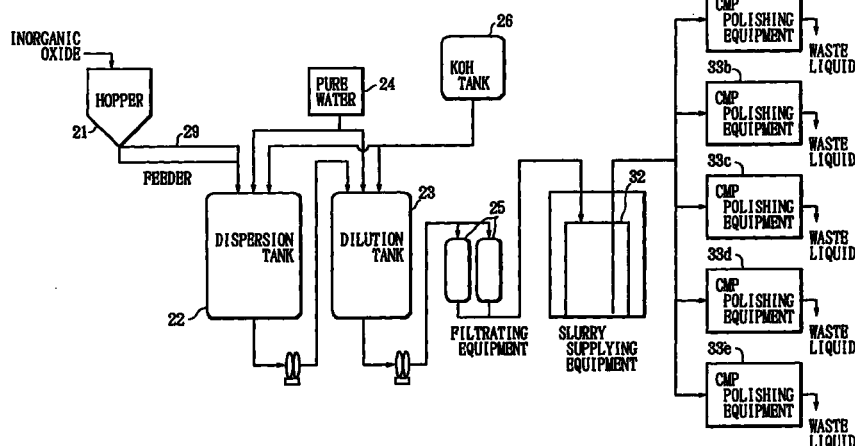 INORGANIC
OXIDE
HOPPER
21
29
FEEDER
PURE
WATER
24
KOH
TANK
26
DISPERSION
TANK
22
DILUTION
TANK
23
25
FILTRATING
EQUIPMENT
32
SLURRY
SUPPLYING
EQUIPMENT
CMP
POLISHING
EQUIPMENT
WASTE
LIQUID
33b
CMP
POLISHING
EQUIPMENT
WASTE
LIQUID
33c
CMP
POLISHING
EQUIPMENT
WASTE
LIQUID
33d
CMP
POLISHING
EQUIPMENT
WASTE
LIQUID
33e
CMP
POLISHING
EQUIPMENT
WASTE
LIQUID